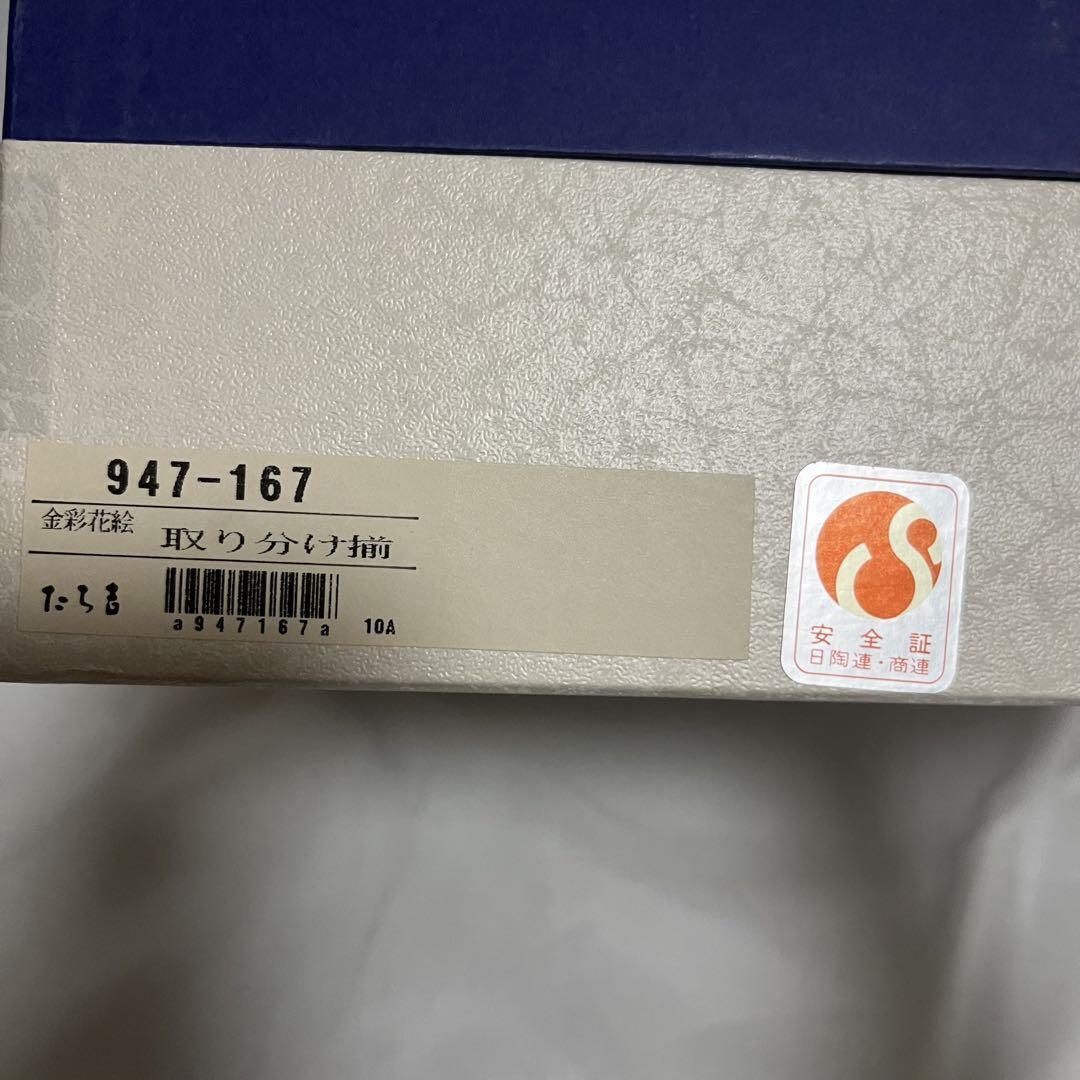 947-167
金彩花絵
取り分け揃
たち吉
a947167a 10A
安全証
日陶連・商連